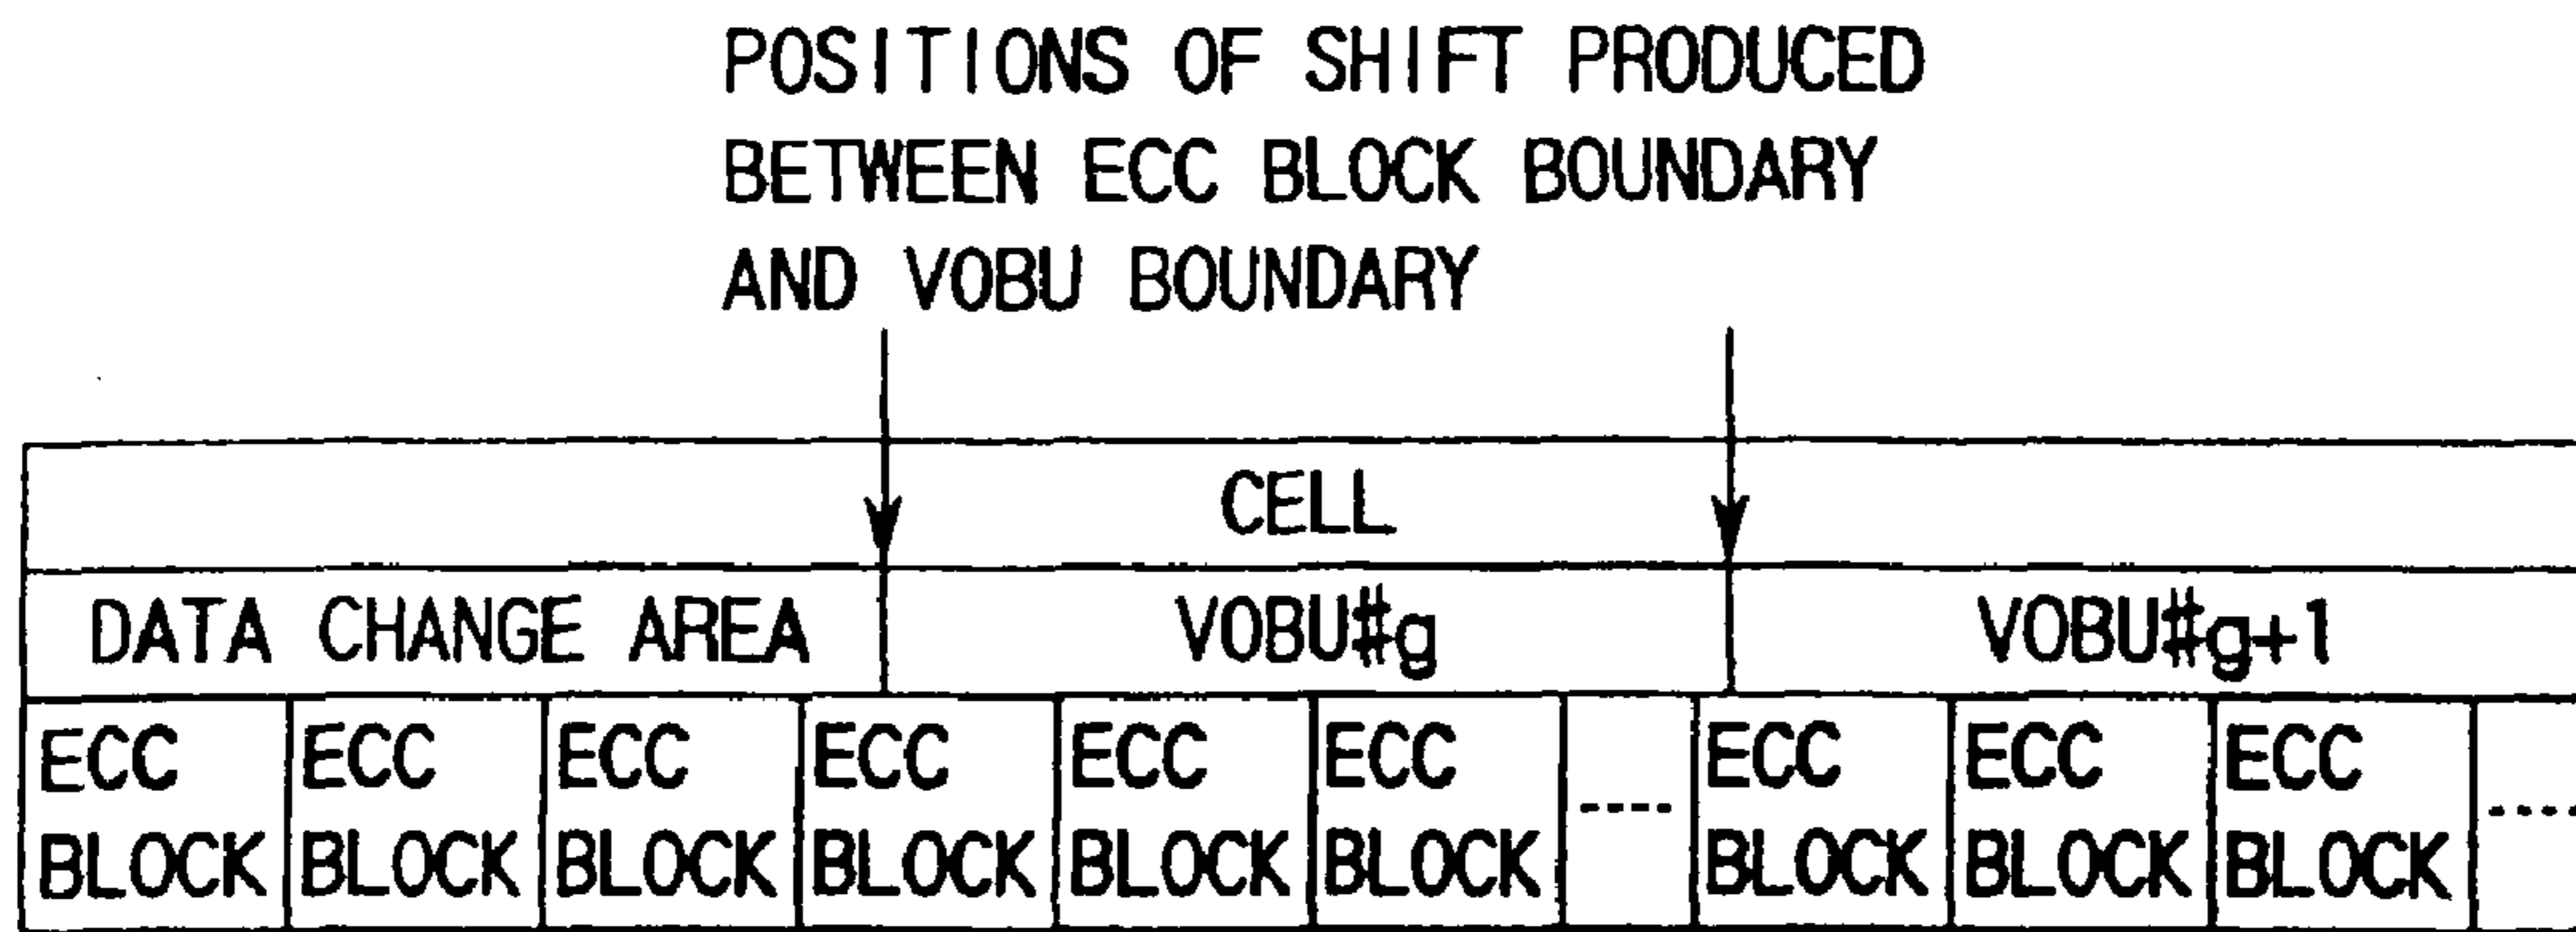 POSITIONS OF SHIFT PRODUCED
BETWEEN ECC BLOCK BOUNDARY
AND VOBU BOUNDARY
CELL
DATA CHANGE AREA VOBU#g VOBU#g+1
ECC ECC ECC ECC ECC ECC ---- ECC ECC ECC ----
BLOCK BLOCK BLOCK BLOCK BLOCK BLOCK BLOCK BLOCK BLOCK